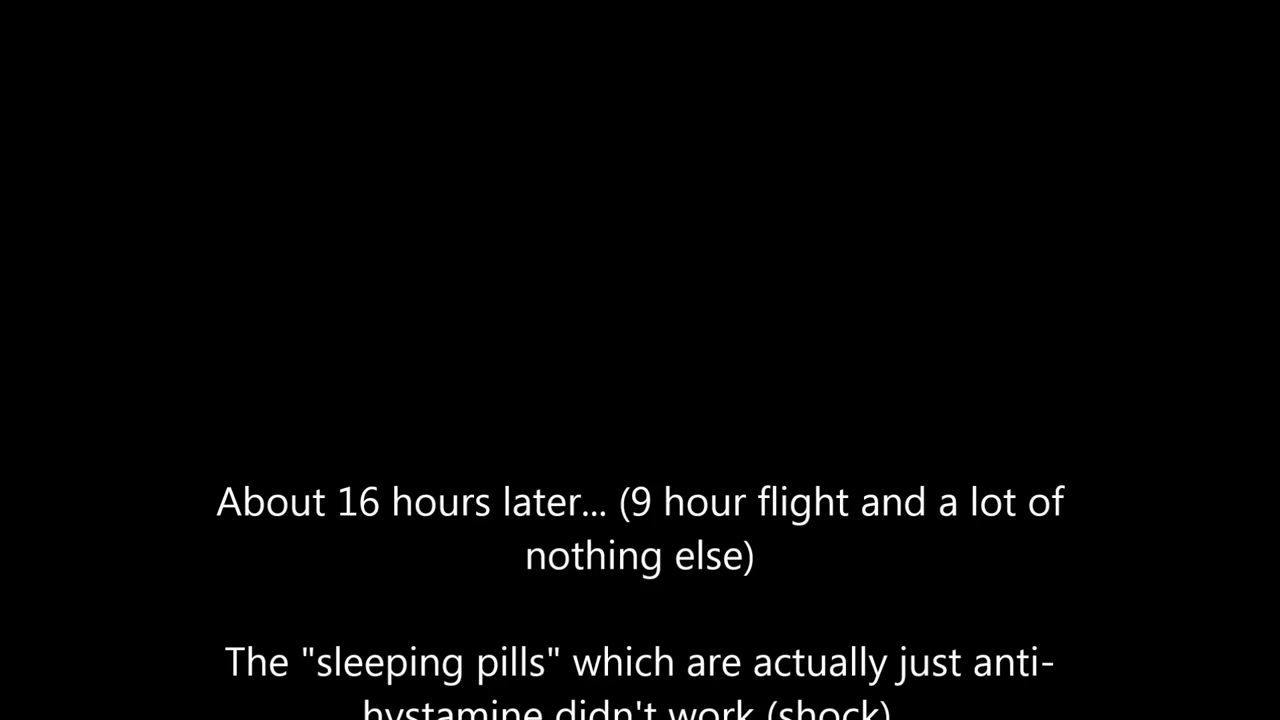 About 16 hours later... (9 hour flight and a lot of
nothing else)
The "sleeping pills" which are actually just anti-
hystamine didn't work (shock)